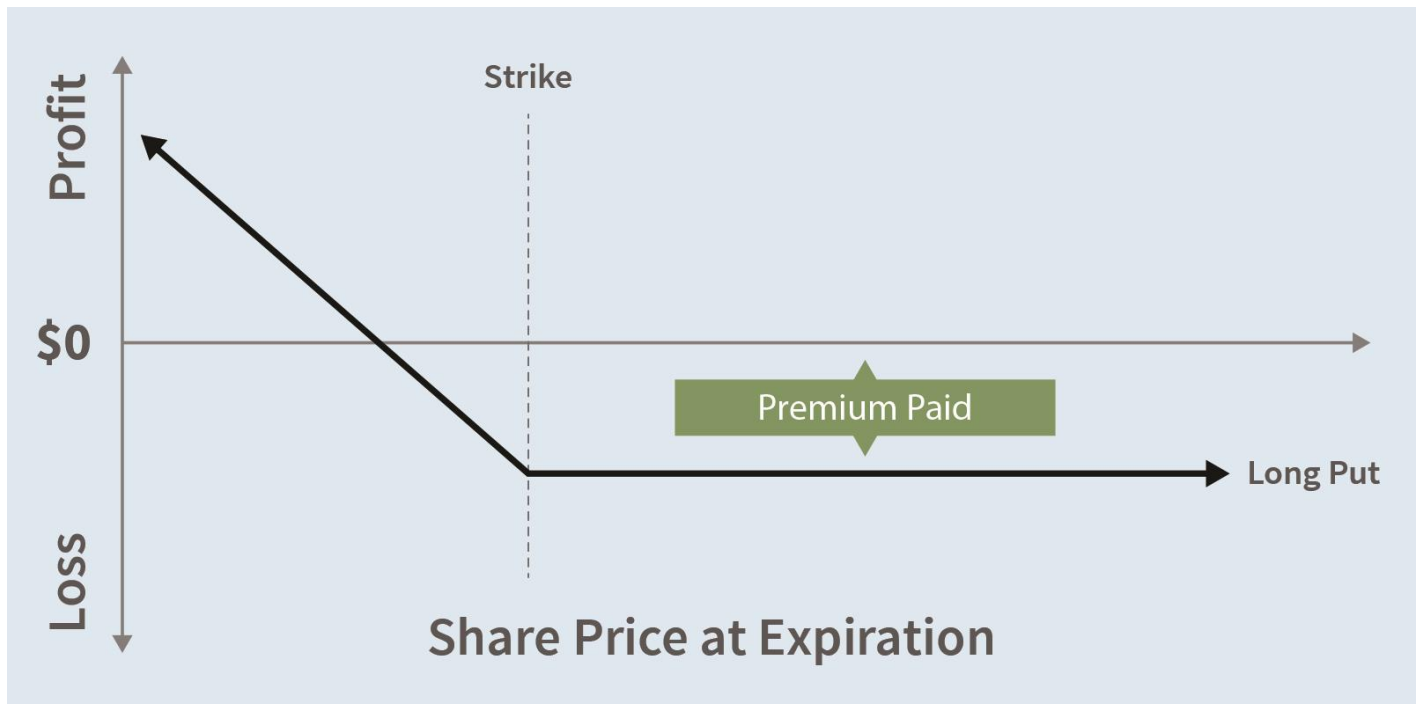 Strike
Profit
$0
Premium Paid
Long Put
Loss
Share Price at Expiration